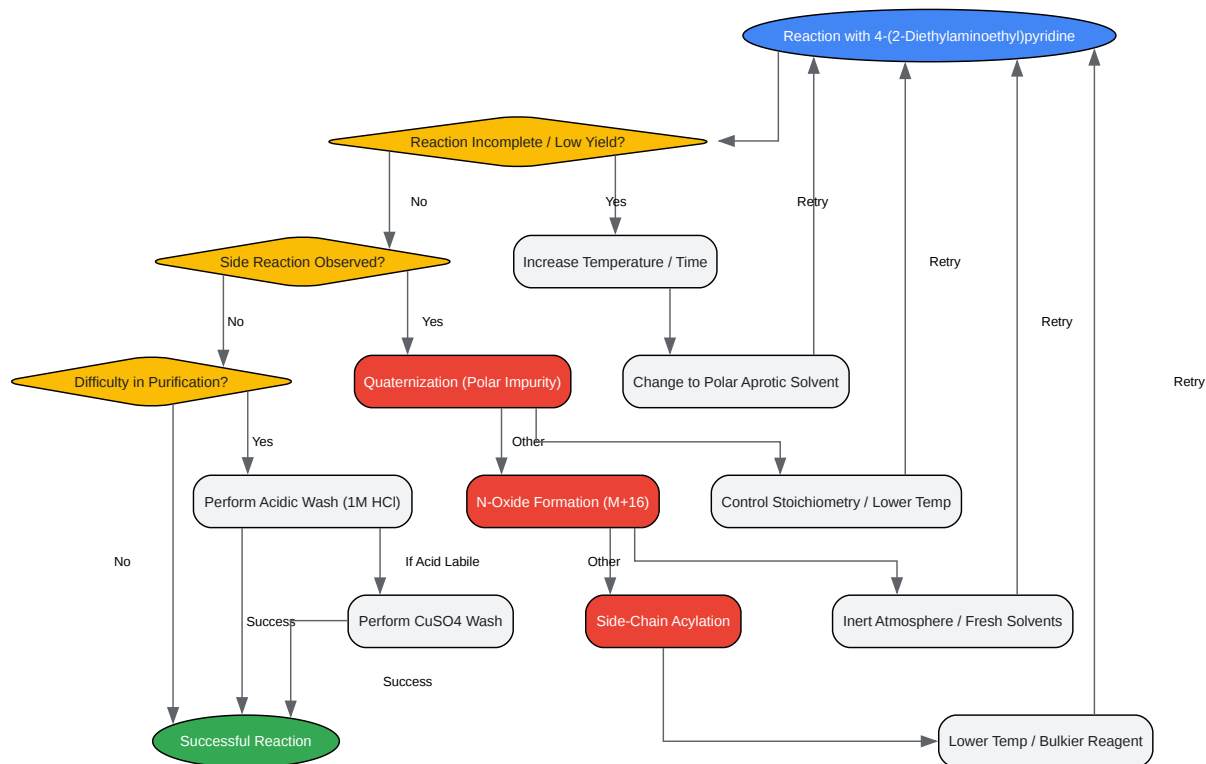 Reaction with 4-(2-Diethylaminoethyl)pyridine
Reaction Incomplete / Low Yield?
No
Yes
Retry
Side Reaction Observed?
Increase Temperature / Time
Retry
No
Yes
Retry
Difficulty in Purification?
Quaternization (Polar Impurity)
Change to Polar Aprotic Solvent
Retry
Yes
Other
Perform Acidic Wash (1M HCl)
N-Oxide Formation (M+16)
Control Stoichiometry / Lower Temp
No
If Acid Labile
Other
Success
Perform CuSO4 Wash
Side-Chain Acylation
Inert Atmosphere / Fresh Solvents
Success
Successful Reaction
Lower Temp / Bulkier Reagent